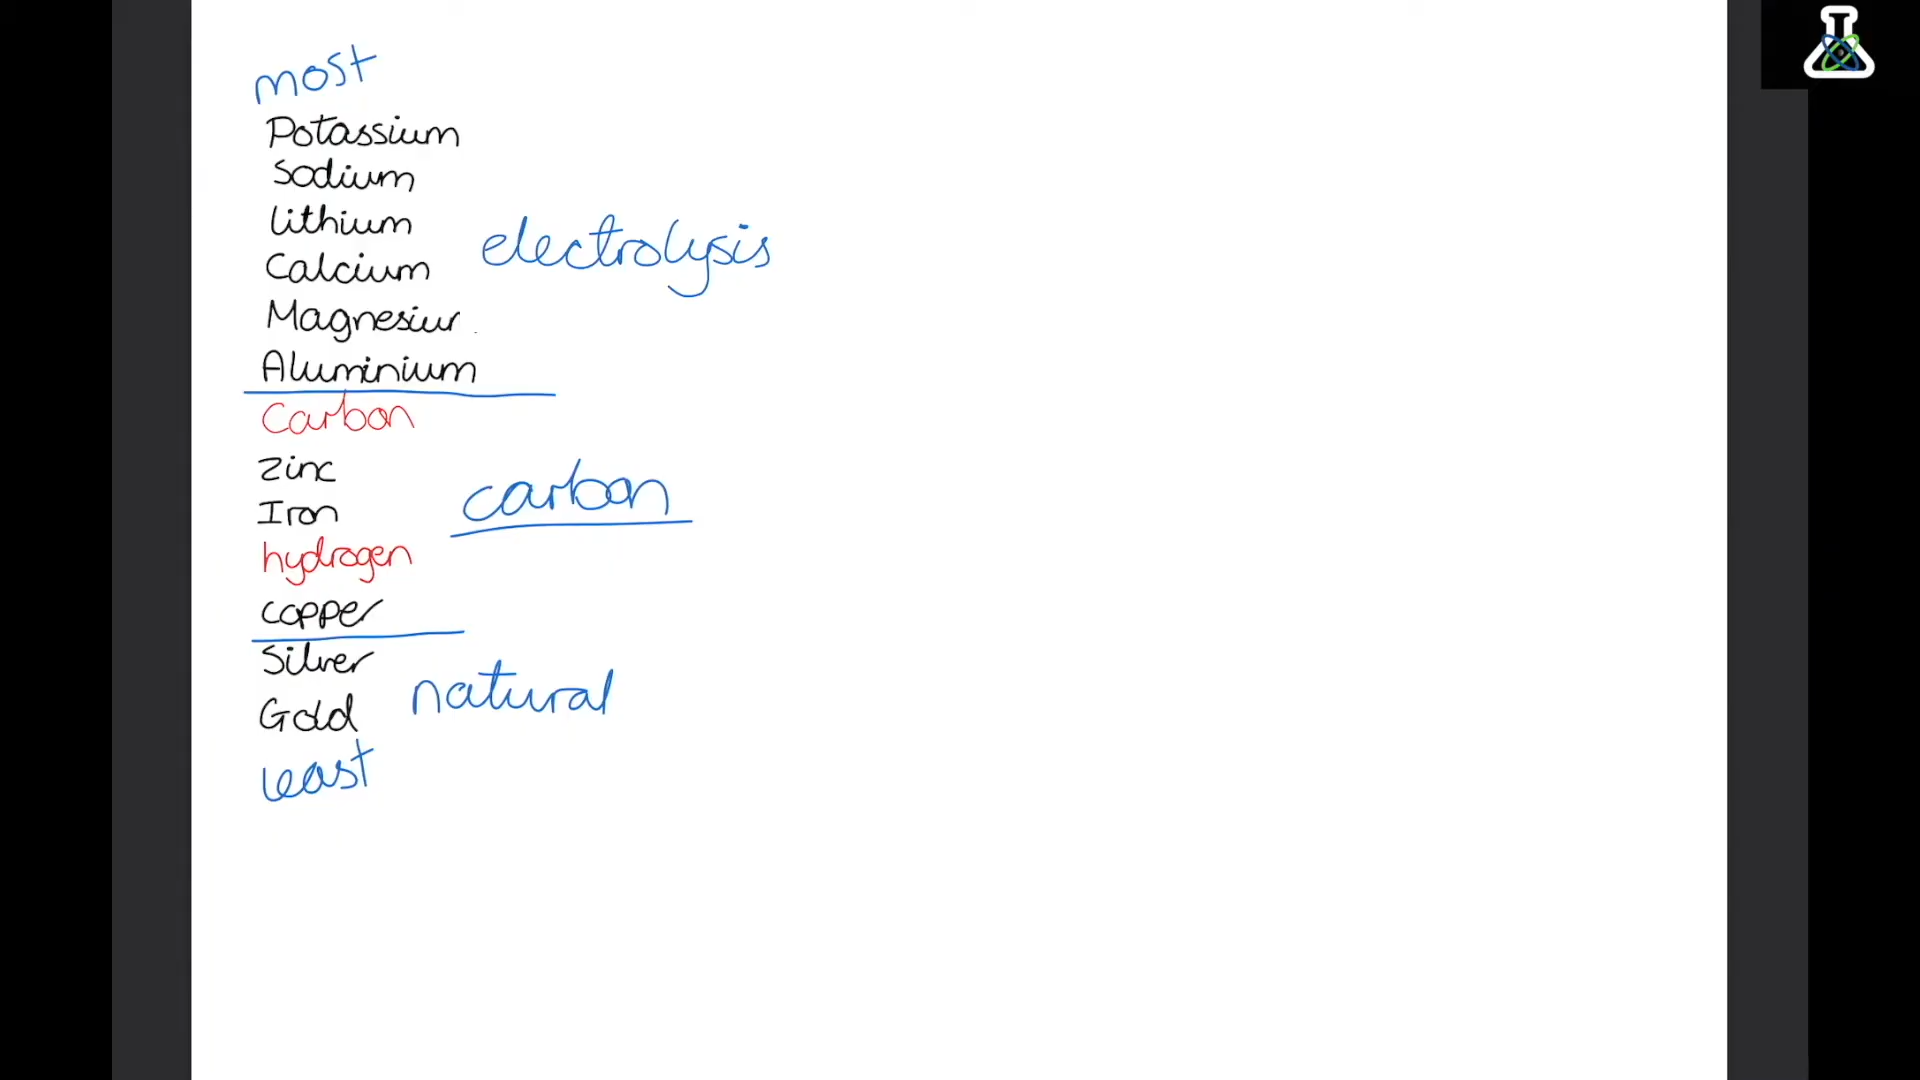 most
Potassium
Sodium
Lithium
Calcium
electrolysis
Magnesiur
Aluminium
Carbon
Zinc
carbon
Iron
hydrogen
Copper
Silver
natural
Gold
least